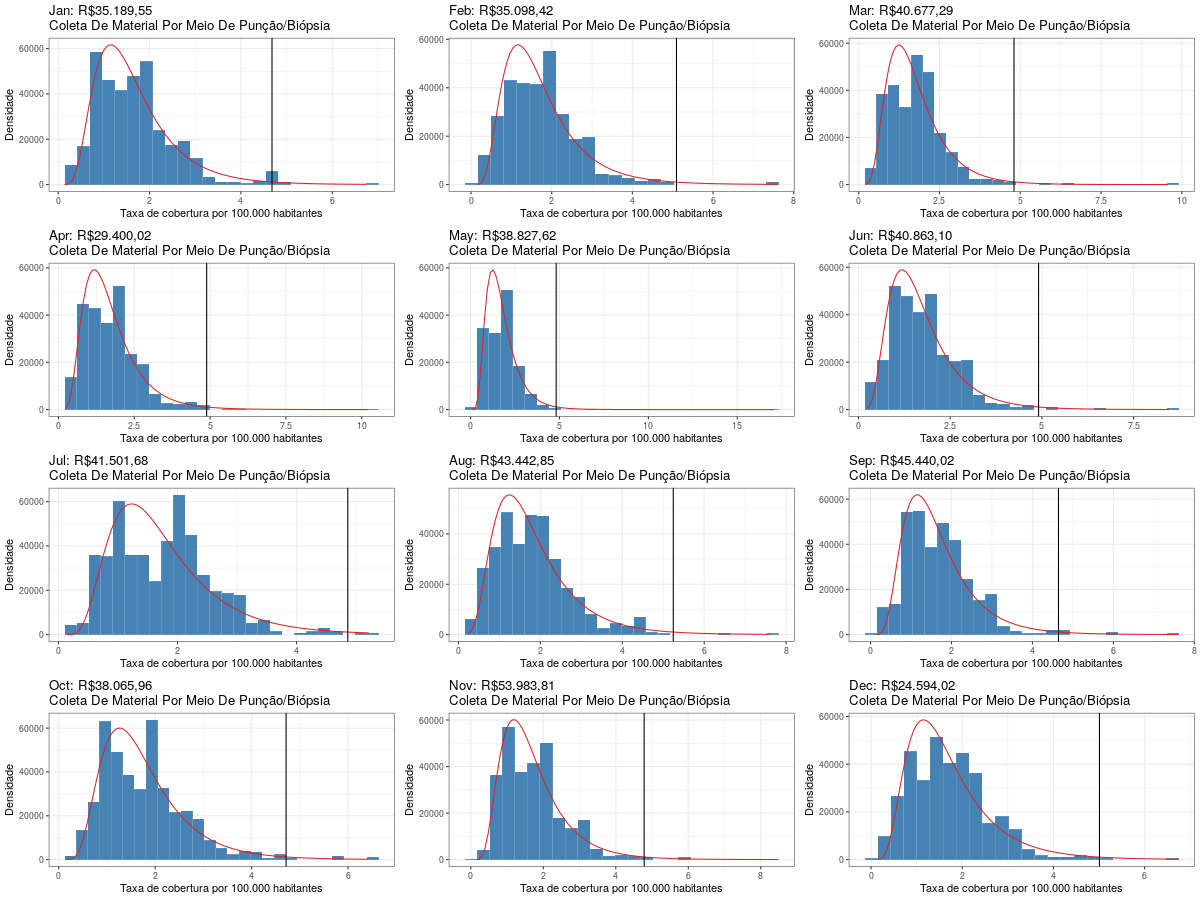 Jan: R$35.189,55
Coleta De Material Por Meio De Punção/Biópsia
Densidade
60000
40000
20000
0
0 2 4 6
Taxa de cobertura por 100.000 habitantes
Feb: R$35.098,42
Coleta De Material Por Meio De Punção/Biópsia
Densidade
60000
40000
20000
0
0 2 4 6 8
Taxa de cobertura por 100.000 habitantes
Mar: R$40.677,29
Coleta De Material Por Meio De Punção/Biópsia
Densidade
60000
40000
20000
0
0 2.5 5 7.5 10
Taxa de cobertura por 100.000 habitantes
Apr: R$29.400,02
Coleta De Material Por Meio De Punção/Biópsia
Densidade
60000
40000
20000
0
0 2.5 5 7.5 10
Taxa de cobertura por 100.000 habitantes
May: R$38.827,62
Coleta De Material Por Meio De Punção/Biópsia
Densidade
60000
40000
20000
0
0 5 10 15
Taxa de cobertura por 100.000 habitantes
Jun: R$40.863,10
Coleta De Material Por Meio De Punção/Biópsia
Densidade
60000
40000
20000
0
0 2.5 5 7.5
Taxa de cobertura por 100.000 habitantes
Jul: R$41.501,68
Coleta De Material Por Meio De Punção/Biópsia
Densidade
60000
40000
20000
0
0 2 4
Taxa de cobertura por 100.000 habitantes
Aug: R$43.442,85
Coleta De Material Por Meio De Punção/Biópsia
Densidade
40000
20000
0
0 2 4 6 8
Taxa de cobertura por 100.000 habitantes
Sep: R$45.440,02
Coleta De Material Por Meio De Punção/Biópsia
Densidade
60000
40000
20000
0
0 2 4 6 8
Taxa de cobertura por 100.000 habitantes
Oct: R$38.065,96
Coleta De Material Por Meio De Punção/Biópsia
Densidade
60000
40000
20000
0
0 2 4 6
Taxa de cobertura por 100.000 habitantes
Nov: R$53.983,81
Coleta De Material Por Meio De Punção/Biópsia
Densidade
60000
40000
20000
0
0 2 4 6 8
Taxa de cobertura por 100.000 habitantes
Dec: R$24.594,02
Coleta De Material Por Meio De Punção/Biópsia
Densidade
60000
40000
20000
0
0 2 4 6
Taxa de cobertura por 100.000 habitantes